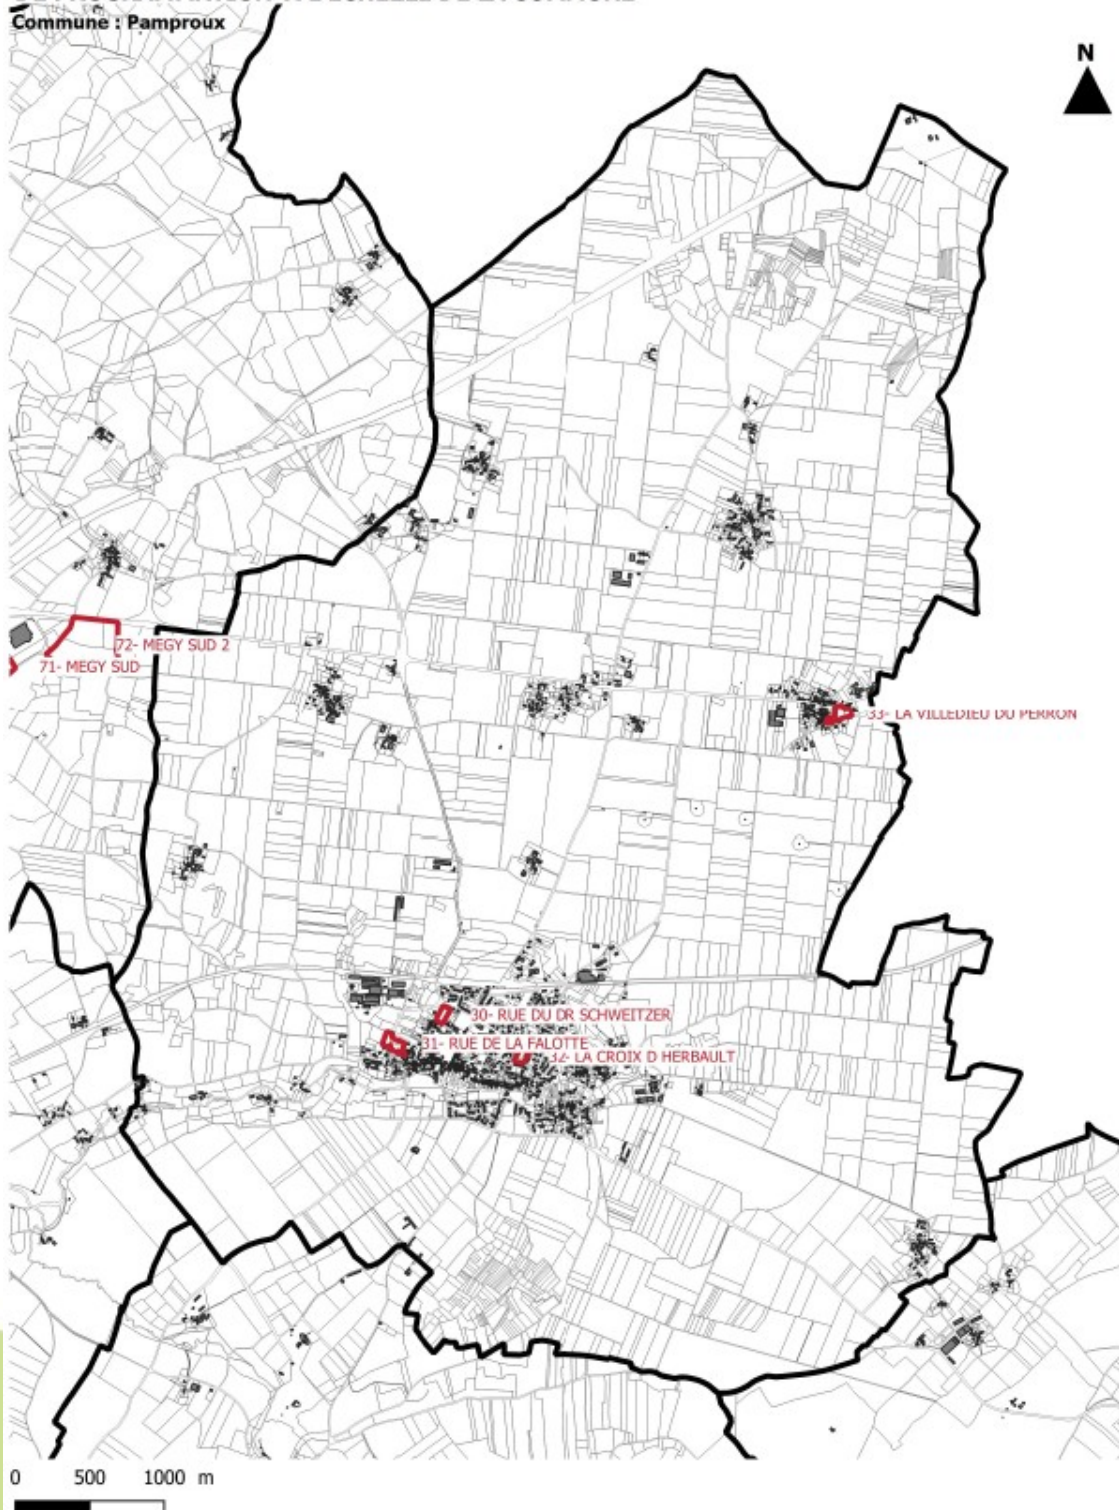 Commune : Pamproux
N
72- MEGY SUD 2
71- MEGY SUD
33- LA VILLEDIEU DU PERRON
30- RUE DU DR SCHWEITZER
31- RUE DE LA FALOTTE
32- LA CROIX D HERBAULT
0 500 1000 m